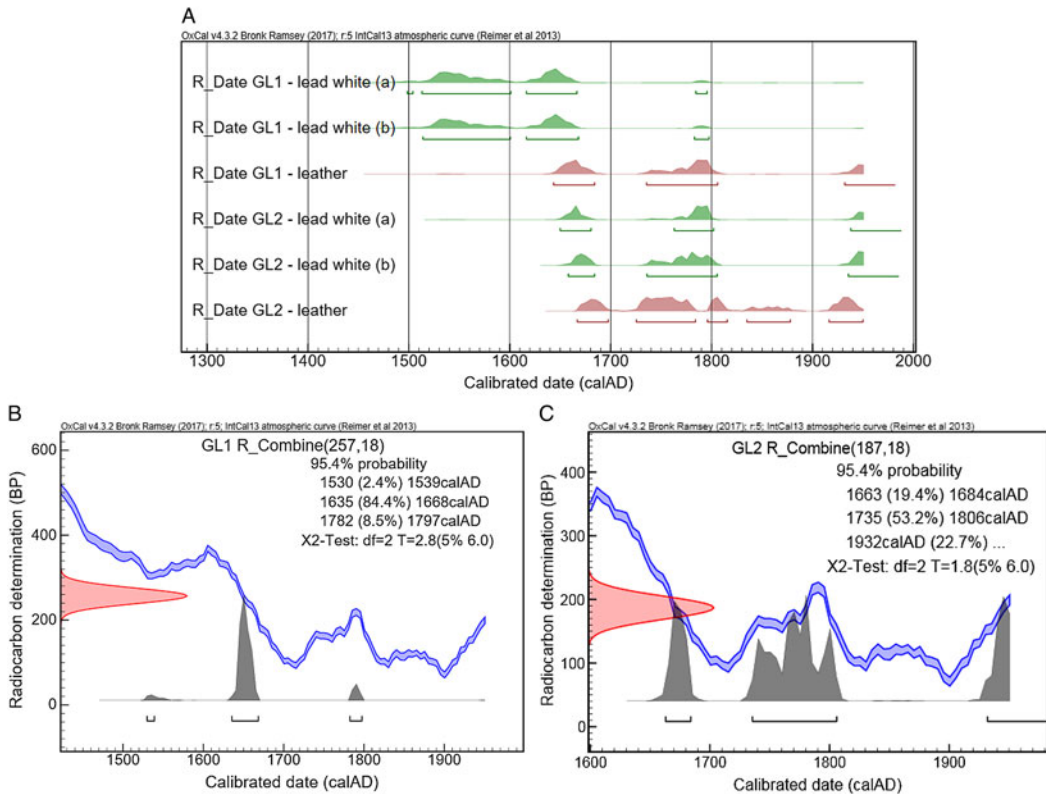 A
OxCal v4.3.2 Bronk Ramsey (2017); r:5 IntCal13 atmospheric curve (Reimer et al 2013)
R_Date GL1 - lead white (a)
R_Date GL1 - lead white (b)
R_Date GL1 - leather
R_Date GL2 - lead white (a)
R_Date GL2 - lead white (b)
R_Date GL2 - leather
1300 1400 1500 1600 1700 1800 1900 2000
Calibrated date (calAD)
B
OxCal v4.3.2 Bronk Ramsey (2017); r:5; IntCal13 atmospheric curve (Reimer et al 2013)
GL1 R_Combine(257,18)
95.4% probability
1530 (2.4%) 1539calAD
1635 (84.4%) 1668calAD
1782 (8.5%) 1797calAD
X2-Test: df=2 T=2.8(5% 6.0)
Radiocarbon determination (BP)
600
400
200
0
1500 1600 1700 1800 1900
Calibrated date (calAD)
C
OxCal v4.3.2 Bronk Ramsey (2017); r:5; IntCal13 atmospheric curve (Reimer et al 2013)
GL2 R_Combine(187,18)
95.4% probability
1663 (19.4%) 1684calAD
1735 (53.2%) 1806calAD
1932calAD (22.7%) ...
X2-Test: df=2 T=1.8(5% 6.0)
Radiocarbon determination (BP)
400
300
200
100
0
1600 1700 1800 1900
Calibrated date (calAD)